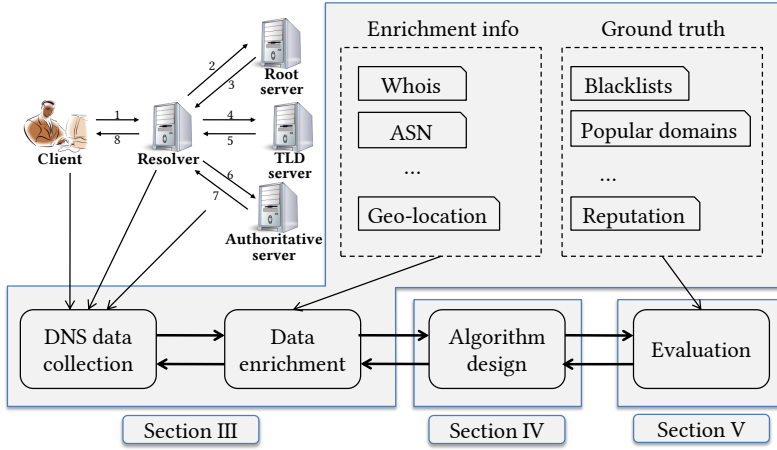 Enrichment info
Ground truth
2
3
Root
server
Whois
Blacklists
1
8
4
5
ASN
Popular domains
Client
Resolver
TLD
server
...
...
6
7
Geo-location
Reputation
Authoritative
server
DNS data
collection
Data
enrichment
Algorithm
design
Evaluation
Section III
Section IV
Section V